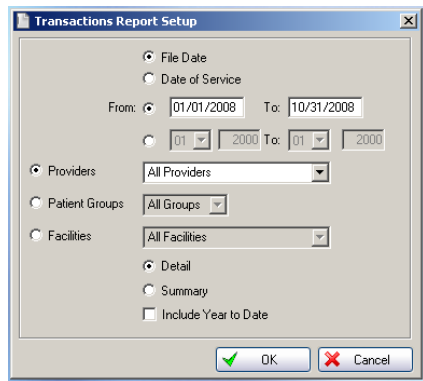 Transactions Report Setup
File Date
Date of Service
From: 01/01/2008 To: 10/31/2008
01 2000 To: 01 2000
Providers All Providers
Patient Groups All Groups
Facilities All Facilities
Detail
Summary
Include Year to Date
OK Cancel